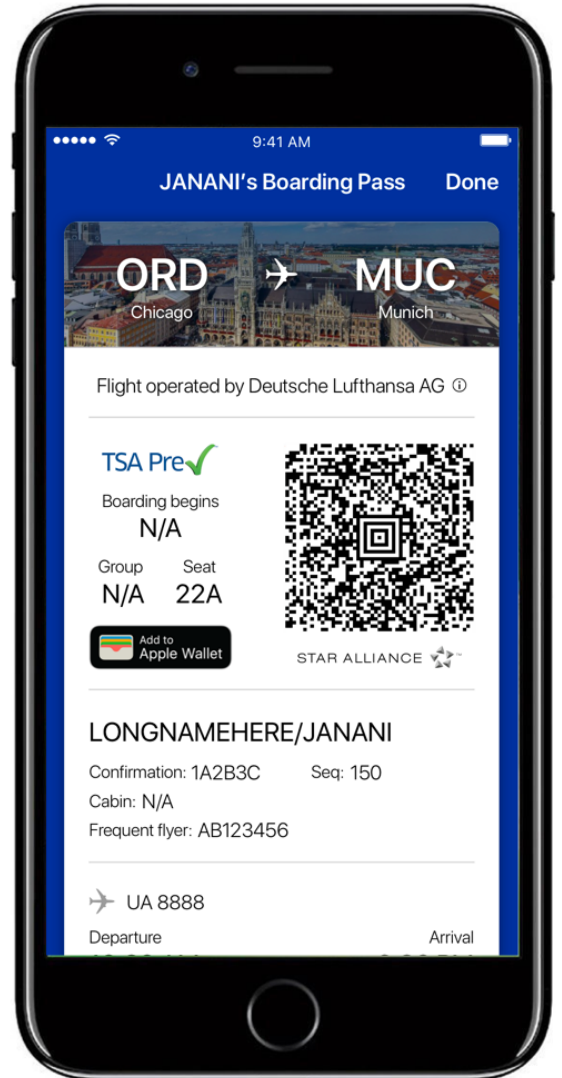 9:41 AM
JANANI's Boarding Pass Done
ORD MUC
Chicago Munich
Flight operated by Deutsche Lufthansa AG
TSA Pre
Boarding begins
N/A
Group Seat
N/A 22A
Add to
Apple Wallet
STAR ALLIANCE
LONGNAMEHERE/JANANI
Confirmation: 1A2B3C Seq: 150
Cabin: N/A
Frequent flyer: AB123456
UA 8888
Departure Arrival